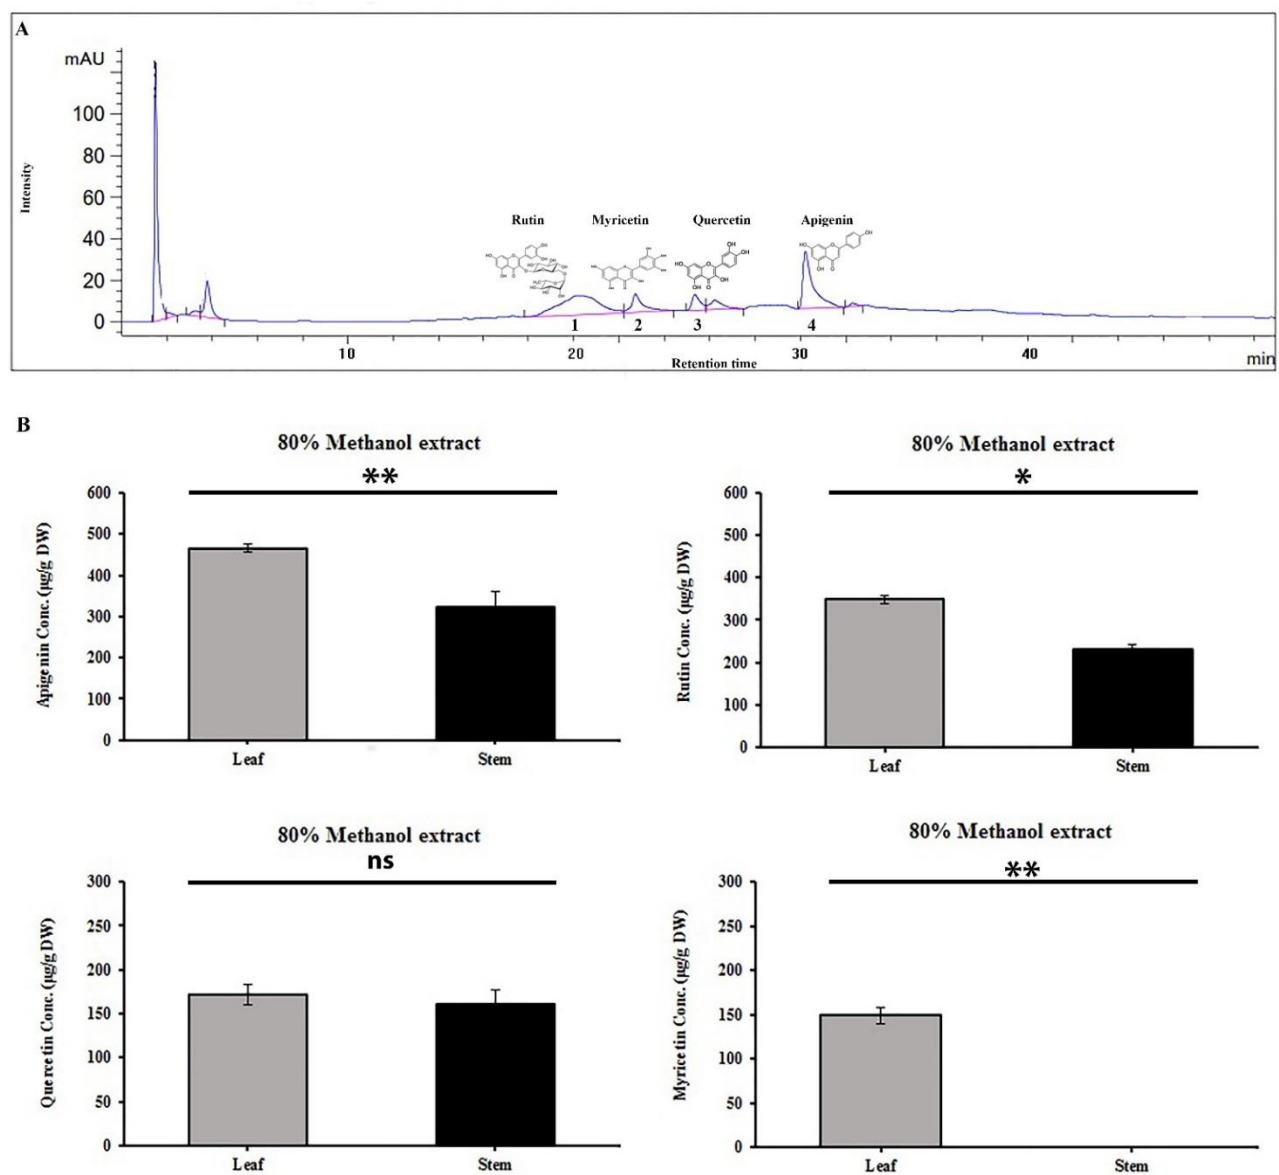 A
mAU
100
80
60
40
20
0
Intensity
Rutin Myricetin Quercetin Apigenin
1 2 3 4
10 20 30 40 min
Retention time
B
80% Methanol extract
**
600
500
400
300
200
100
0
Apigenin Conc. (µg/g DW)
Leaf Stem
80% Methanol extract
*
600
500
400
300
200
100
0
Rutin Conc. (µg/g DW)
Leaf Stem
80% Methanol extract
ns
300
250
200
150
100
50
0
Quercetin Conc. (µg/g DW)
Leaf Stem
80% Methanol extract
**
300
250
200
150
100
50
0
Myricetin Conc. (µg/g DW)
Leaf Stem